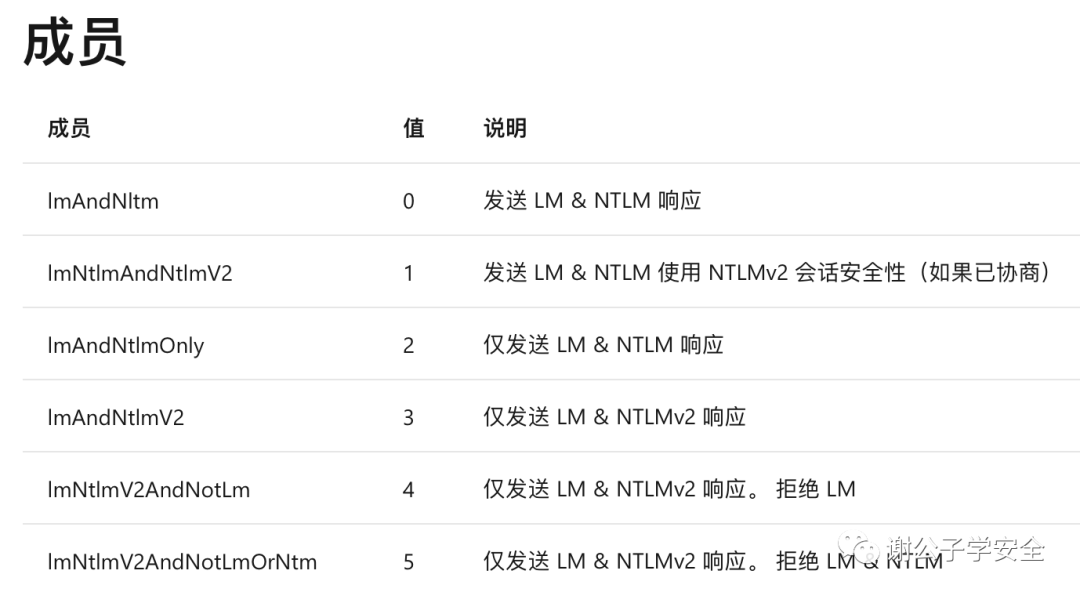 成员
成员 值 说明
lmAndNltm 0 发送 LM & NTLM 响应
lmNtlmAndNtlmV2 1 发送 LM & NTLM 使用 NTLMv2 会话安全性（如果已协商）
lmAndNtlmOnly 2 仅发送 LM & NTLM 响应
lmAndNtlmV2 3 仅发送 LM & NTLMv2 响应
lmNtlmV2AndNotLm 4 仅发送 LM & NTLMv2 响应。 拒绝 LM
lmNtlmV2AndNotLmOrNtm 5 仅发送 LM & NTLMv2 响应。 拒绝 LM & NTLM
谢公子学安全